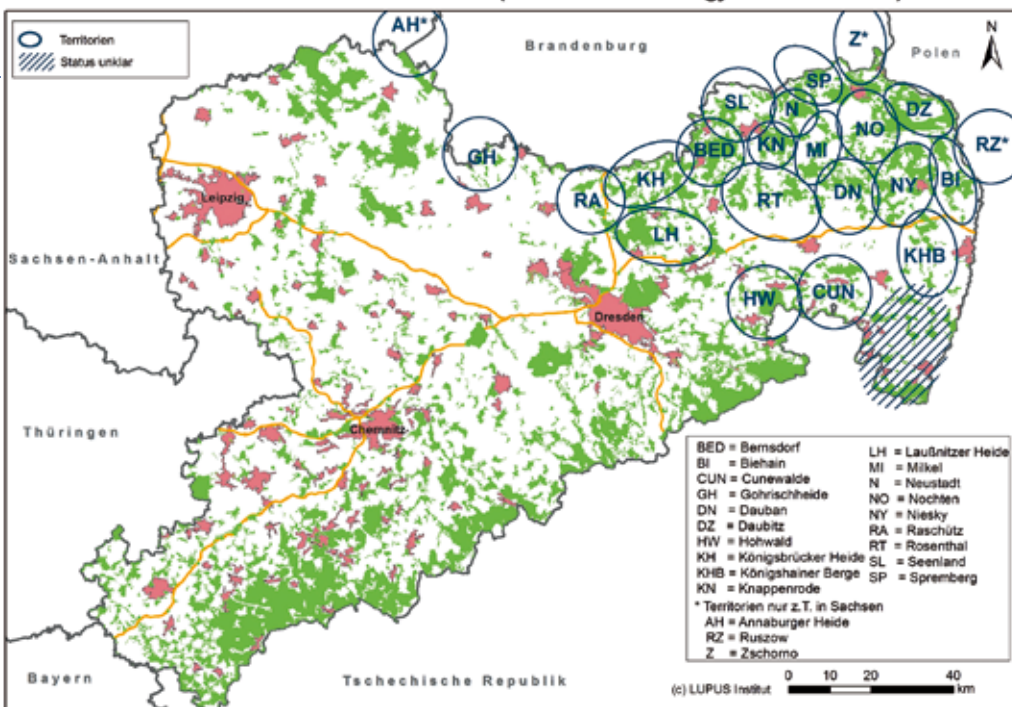 Territorien
Status unklar
AH*
Brandenburg
Z*
Polen
N
SP
SL
N
DZ
NO
RZ*
BED
KN
MI
GH
KH
RA
RT
DN
NY
BI
LH
KHB
HW
CUN
Leipzig
Sachsen-Anhalt
Dresden
Thüringen
Chemnitz
Bayern
Tschechische Republik
BED = Bernsdorf
BI = Biehain
CUN = Cunewalde
GH = Gohrischheide
DN = Dauban
DZ = Daubitz
HW = Hohwald
KH = Königsbrücker Heide
KHB = Königshainer Berge
KN = Knappenrode
LH = Laußnitzer Heide
MI = Milkel
N = Neustadt
NO = Nochten
NY = Niesky
RA = Raschütz
RT = Rosenthal
SL = Seenland
SP = Spremberg
* Territorien nur z.T. in Sachsen
AH = Annaburger Heide
RZ = Ruszow
Z = Zschorno
(c) LUPUS Institut
0 10 20 40
km